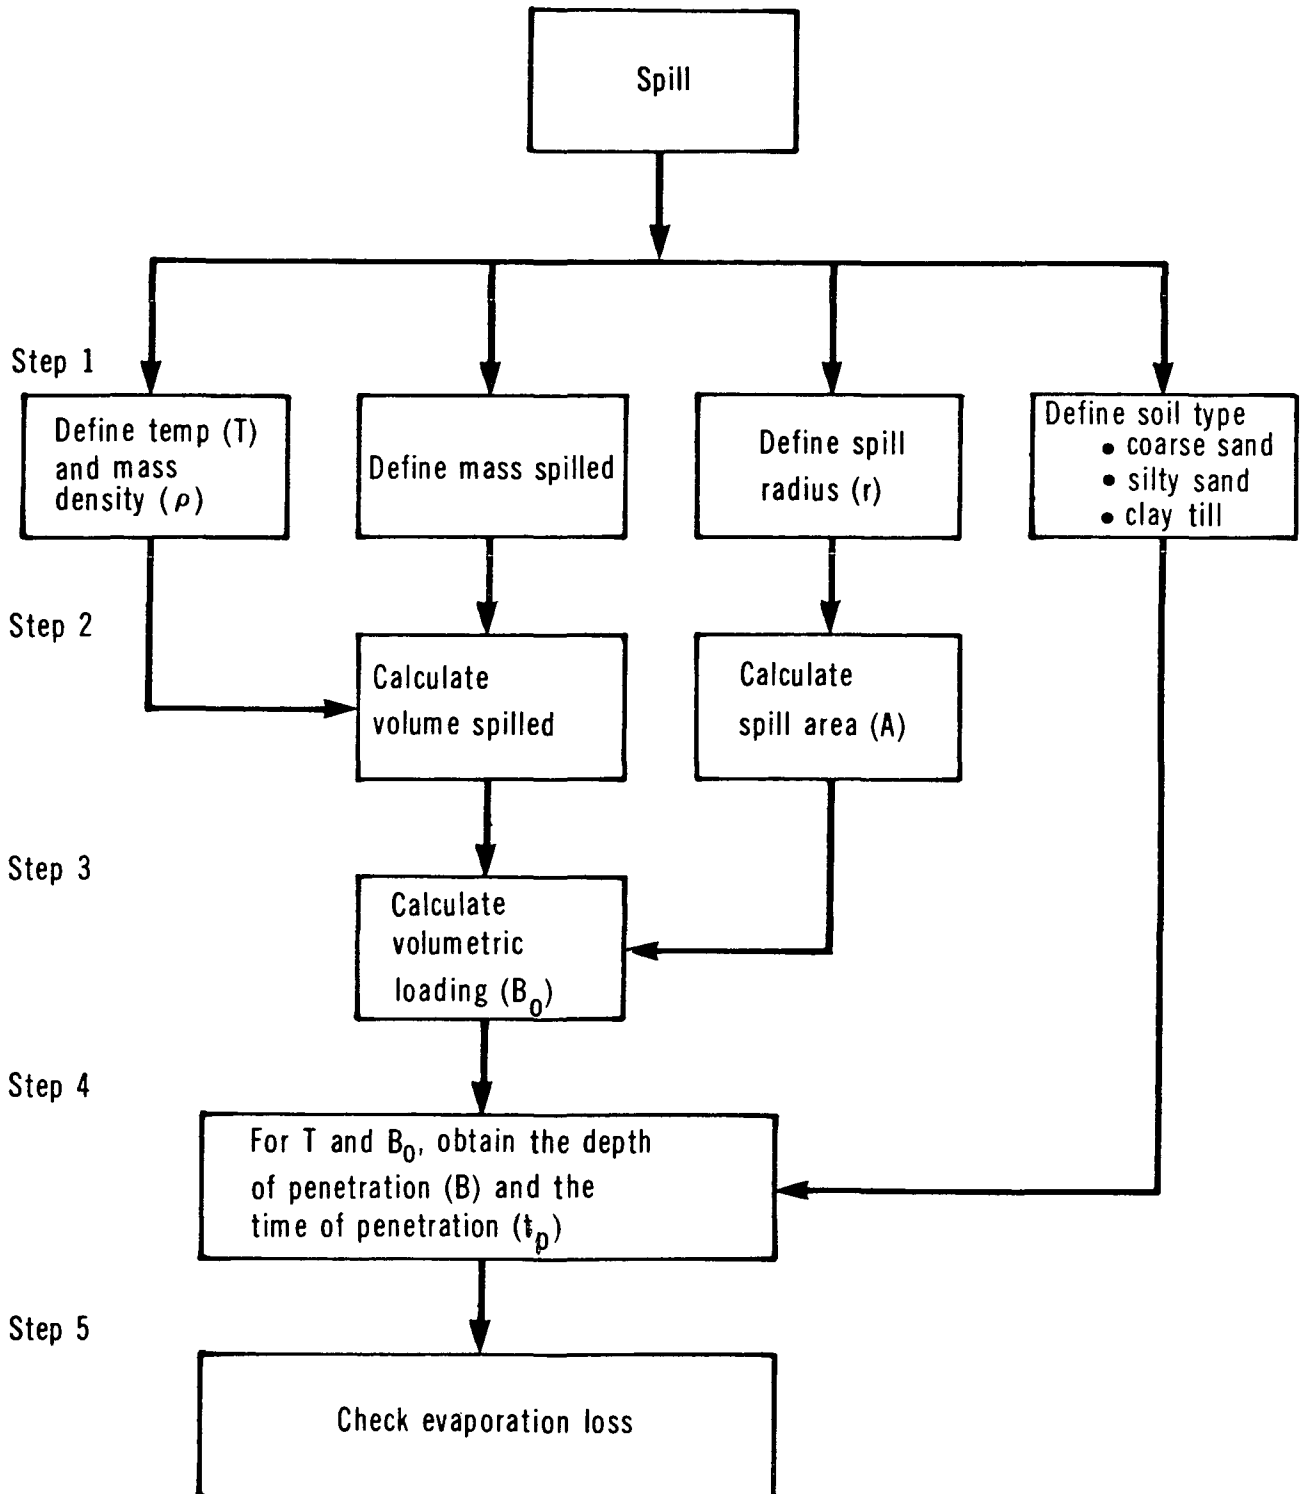 Spill
Step 1
Define temp (T)
and mass
density (ρ)
Define mass spilled
Define spill
radius (r)
Define soil type
• coarse sand
• silty sand
• clay till
Step 2
Calculate
volume spilled
Calculate
spill area (A)
Step 3
Calculate
volumetric
loading (B₀)
Step 4
For T and B₀, obtain the depth
of penetration (B) and the
time of penetration (tₚ)
Step 5
Check evaporation loss